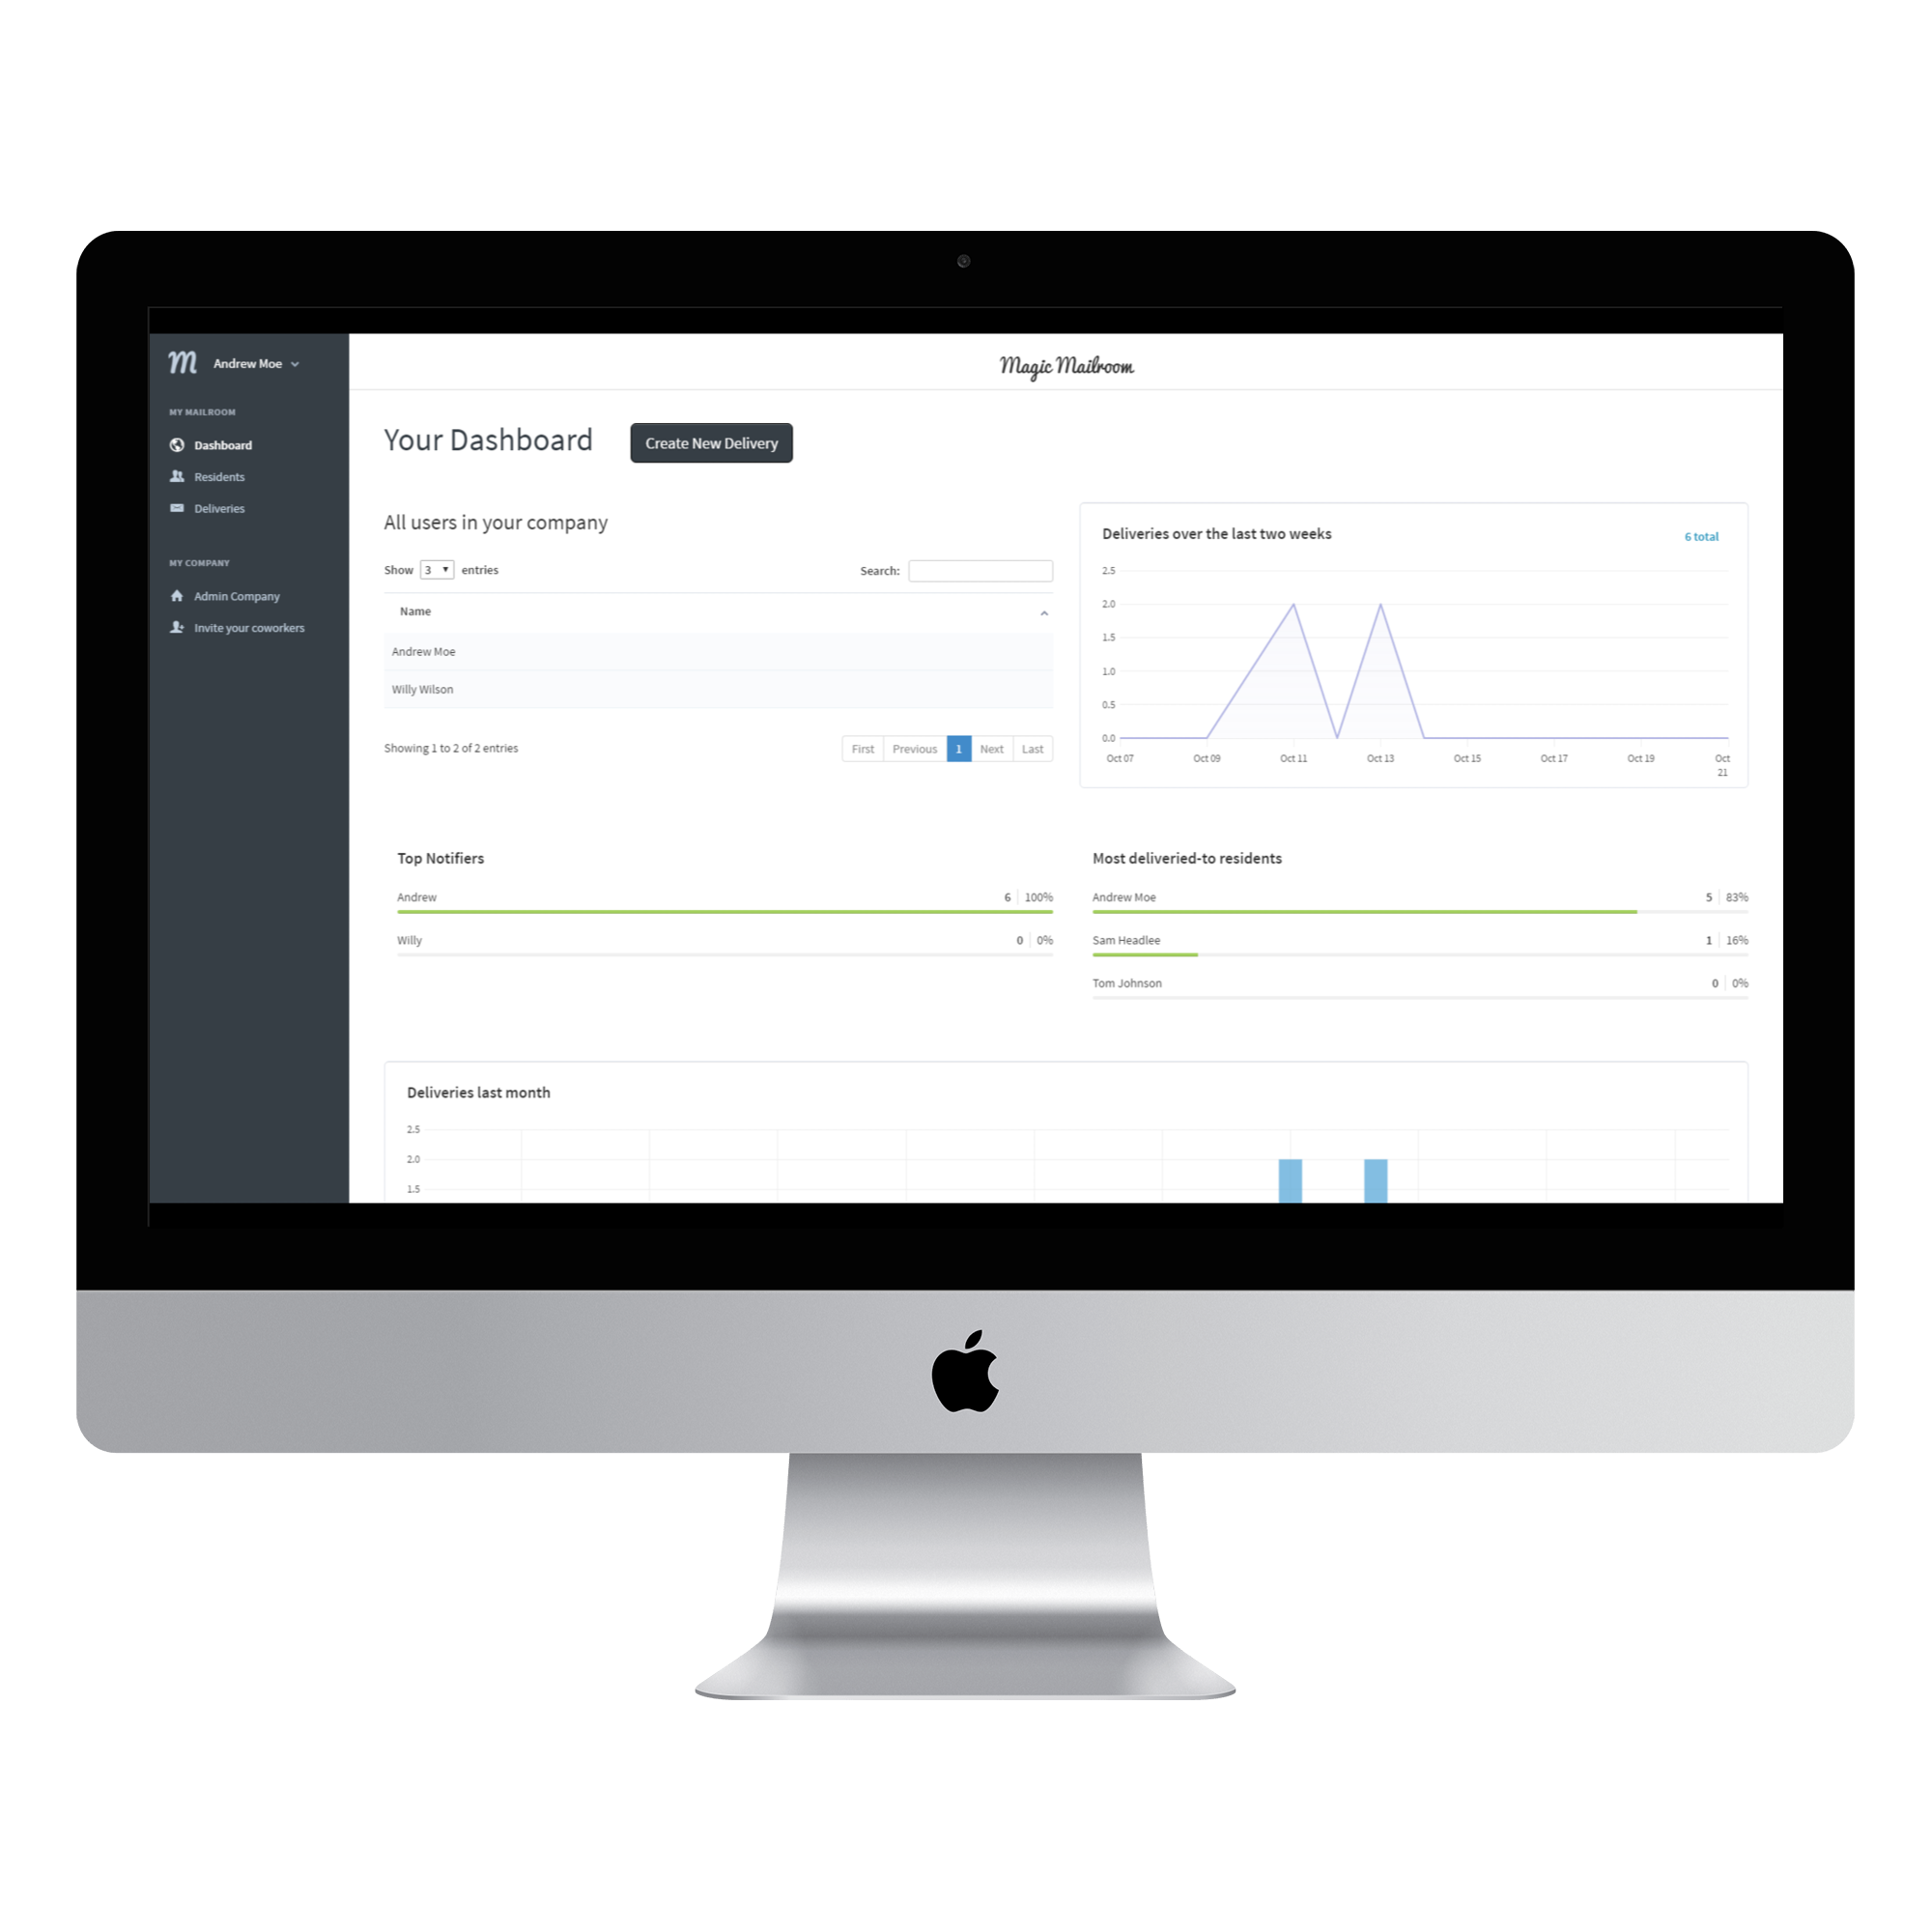 m Andrew Moe
Magic Mailroom
MY MAILROOM
Dashboard
Residents
Deliveries
MY COMPANY
Admin Company
Invite your coworkers
Your Dashboard
Create New Delivery
All users in your company
Show 3 entries
Search:
Name
Andrew Moe
Willy Wilson
Showing 1 to 2 of 2 entries
First Previous 1 Next Last
Deliveries over the last two weeks
6 total
2.5
2.0
1.5
1.0
0.5
0.0
Oct 07 Oct 09 Oct 11 Oct 13 Oct 15 Oct 17 Oct 19 Oct
21
Top Notifiers
Andrew 6 100%
Willy 0 0%
Most deliveried-to residents
Andrew Moe 5 83%
Sam Headlee 1 16%
Tom Johnson 0 0%
Deliveries last month
2.5
2.0
1.5